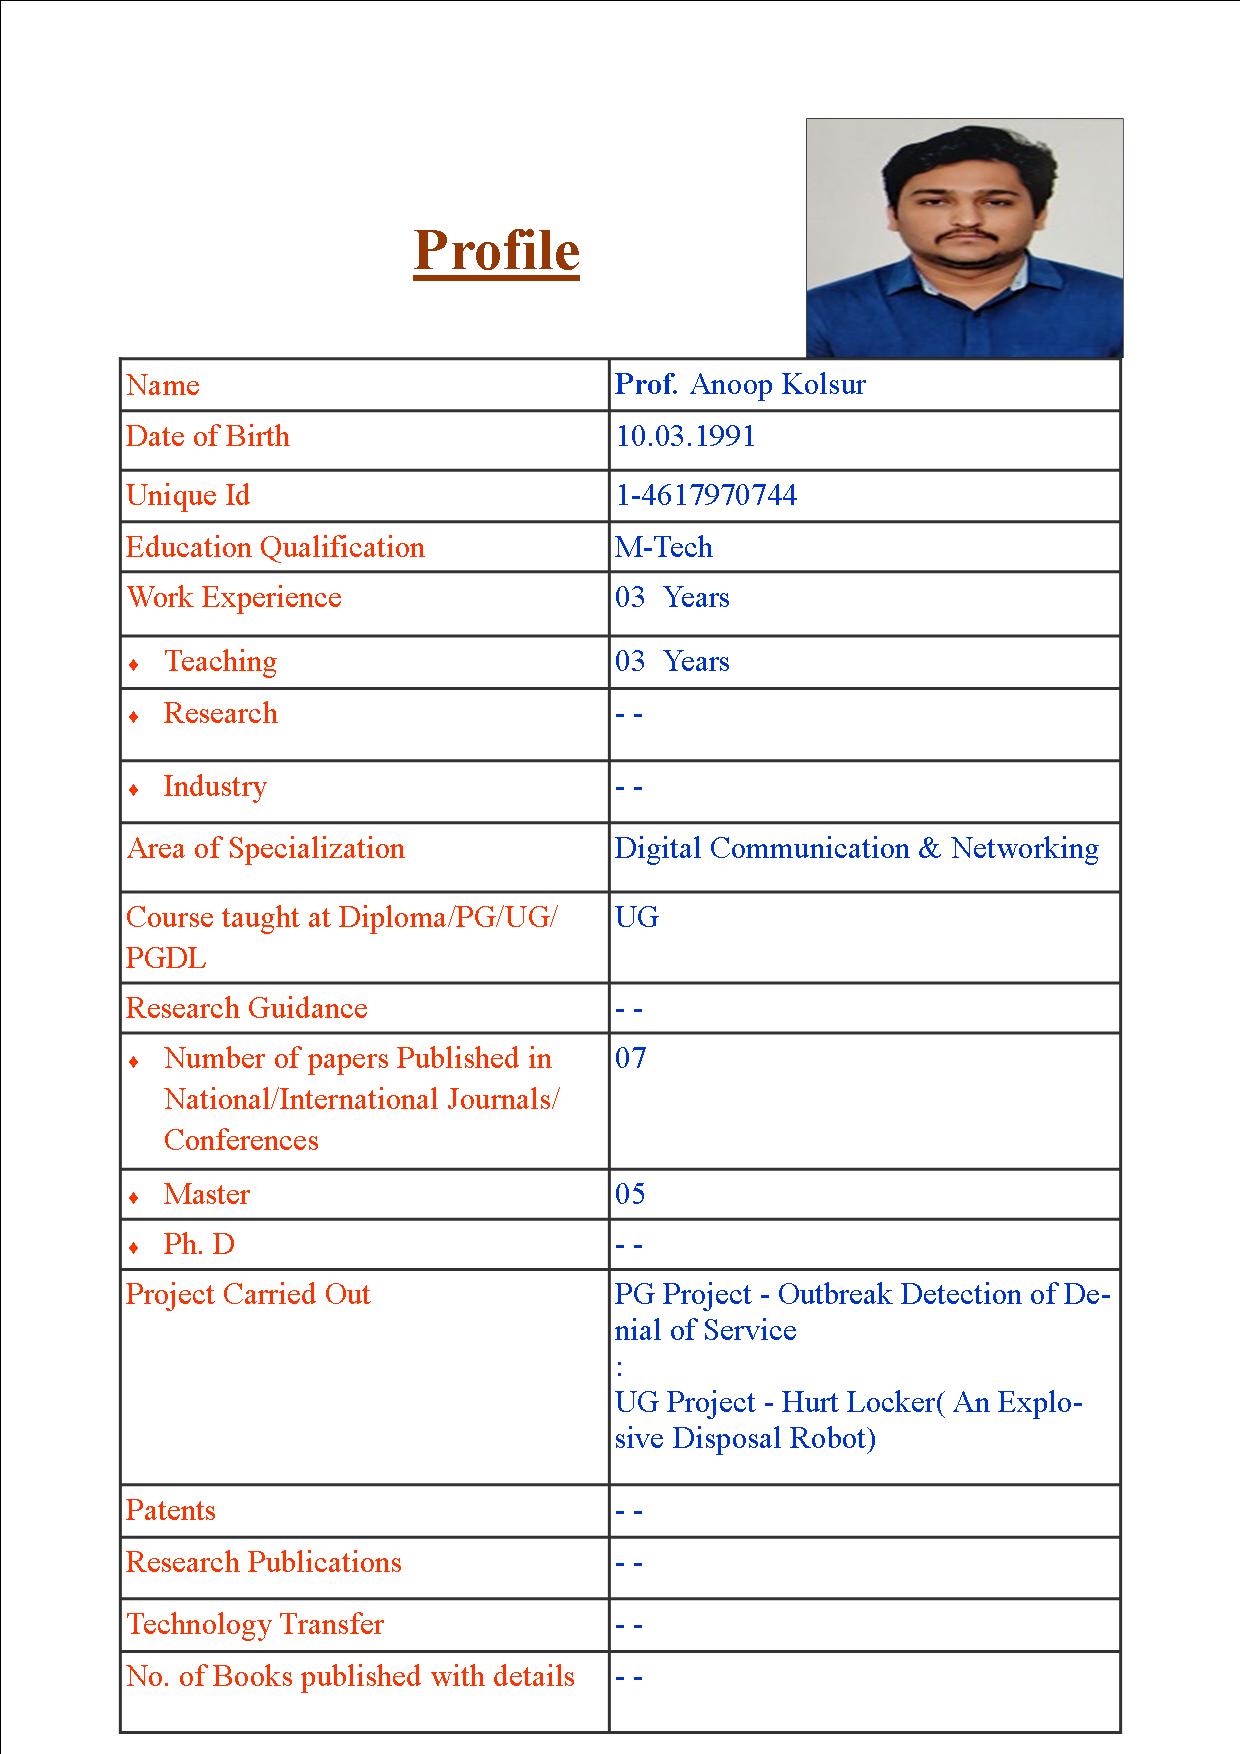 Profile
Name Prof. Anoop Kolsur
Date of Birth 10.03.1991
Unique Id 1-4617970744
Education Qualification M-Tech
Work Experience 03 Years
♦ Teaching 03 Years
♦ Research - -
♦ Industry - -
Area of Specialization Digital Communication & Networking
Course taught at Diploma/PG/UG/ UG
PGDL
Research Guidance - -
♦ Number of papers Published in 07
National/International Journals/
Conferences
♦ Master 05
♦ Ph. D - -
Project Carried Out PG Project - Outbreak Detection of De-
nial of Service
:
UG Project - Hurt Locker( An Explo-
sive Disposal Robot)
Patents - -
Research Publications - -
Technology Transfer - -
No. of Books published with details - -